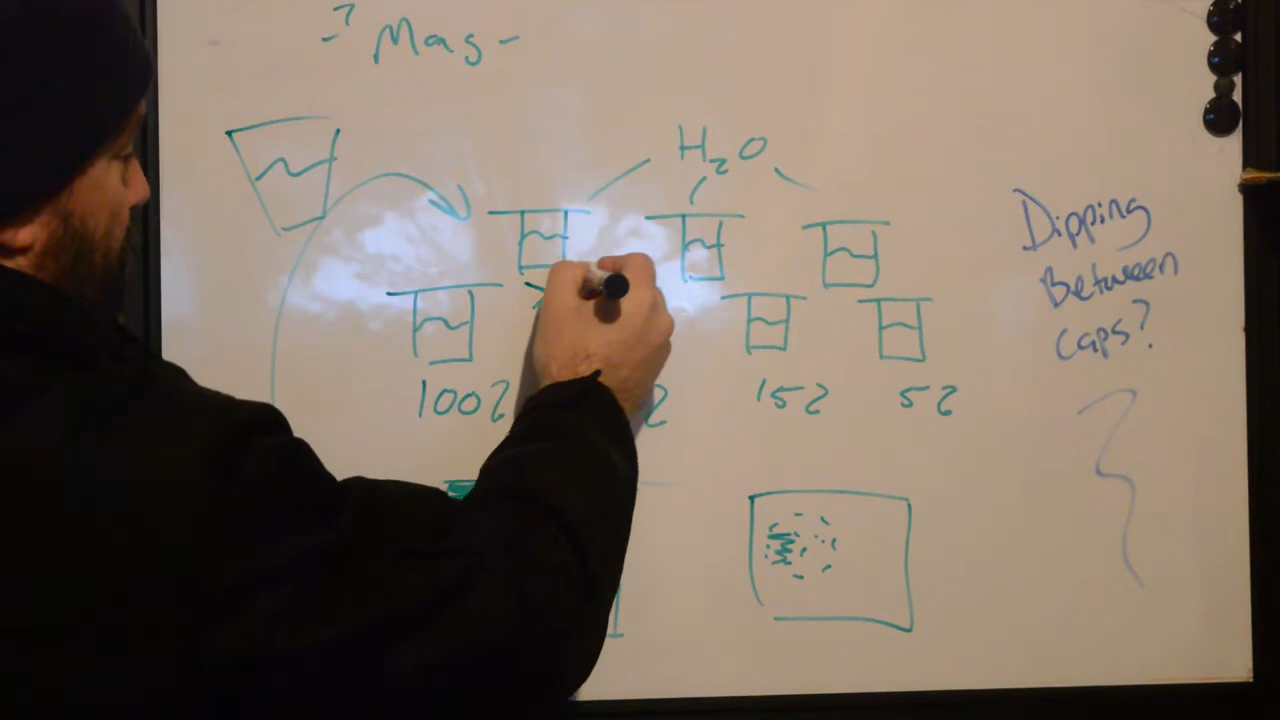 -? Mag -
H₂O
Dipping
Between
caps?
100%
15%
5%